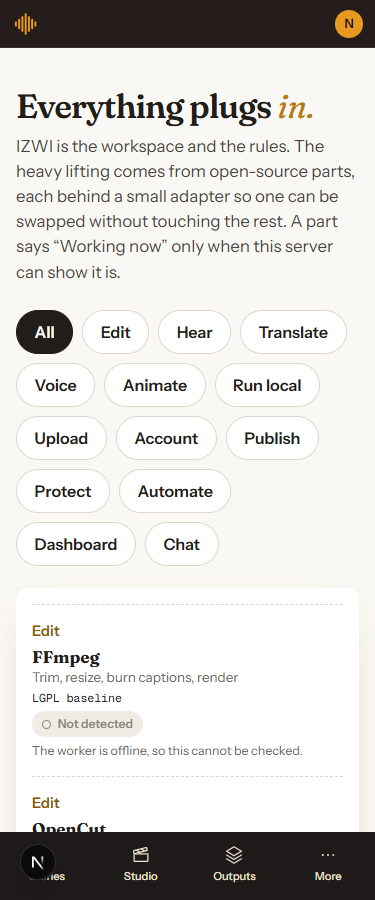 N
Everything plugs in.
IZWI is the workspace and the rules. The
heavy lifting comes from open-source parts,
each behind a small adapter so one can be
swapped without touching the rest. A part
says “Working now” only when this server
can show it is.
All Edit Hear Translate
Voice Animate Run local
Upload Account Publish
Protect Automate
Dashboard Chat
Edit
FFmpeg
Trim, resize, burn captions, render
LGPL baseline
Not detected
The worker is offline, so this cannot be checked.
Edit
OpenCut
N
Studio Outputs More